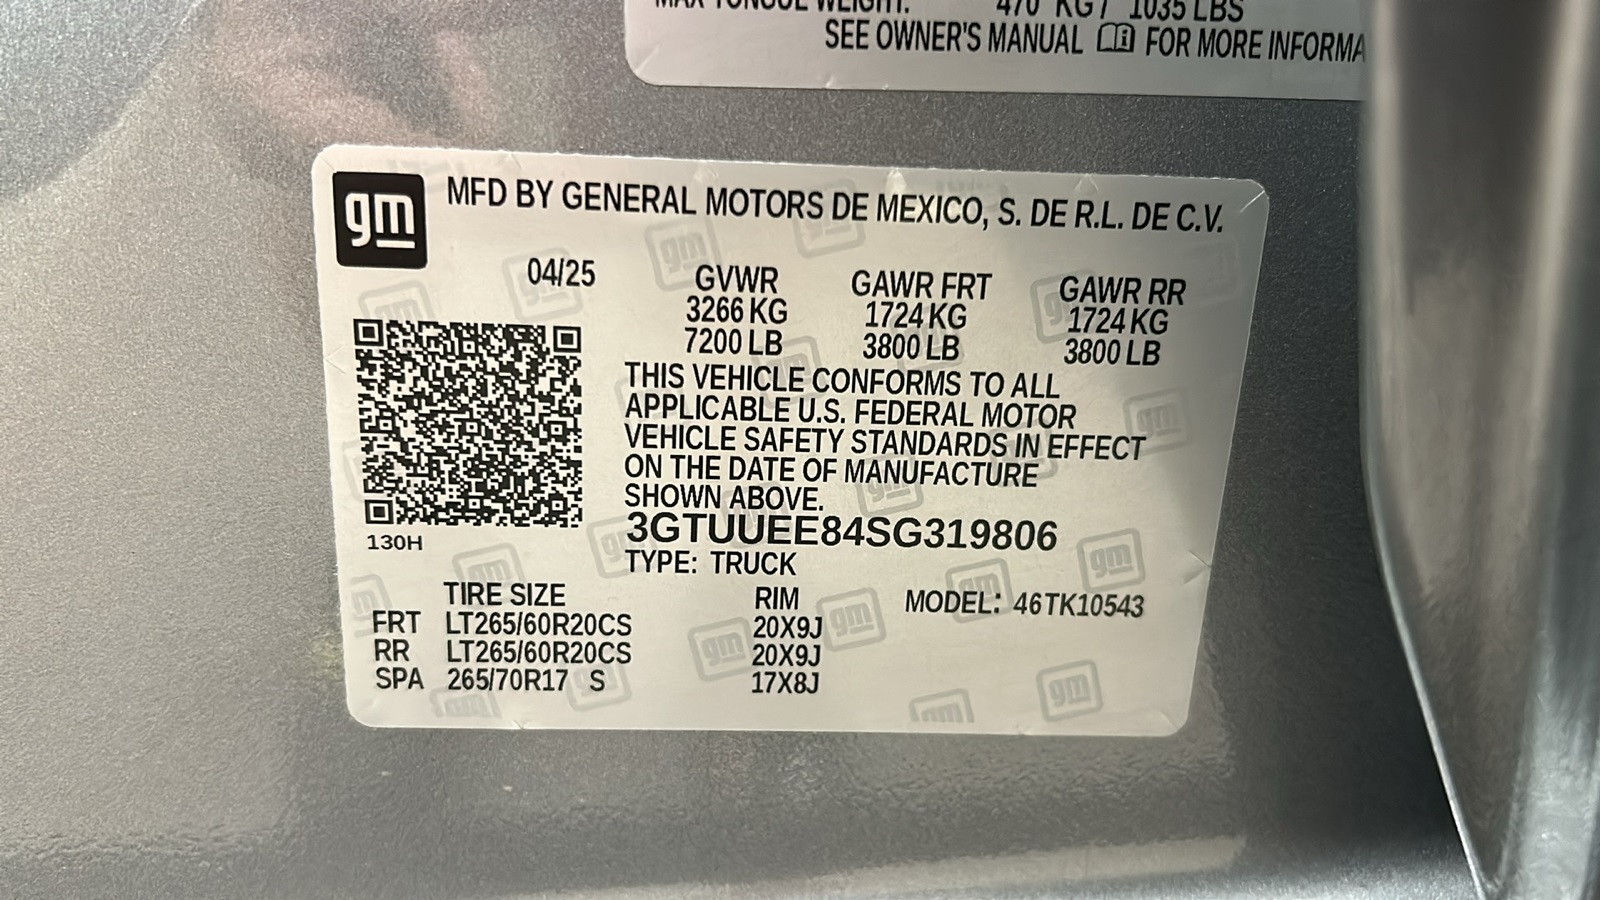 MAX TONGUE WEIGHT: 470 KG / 1035 LBS
SEE OWNER'S MANUAL FOR MORE
gm MFD BY GENERAL MOTORS DE MEXICO, S. DE R.L. DE C.V.
04/25 GVWR GAWR FRT GAWR RR
3266 KG 1724 KG 1724 KG
7200 LB 3800 LB 3800 LB
THIS VEHICLE CONFORMS TO ALL
APPLICABLE U.S. FEDERAL MOTOR
VEHICLE SAFETY STANDARDS IN EFFECT
ON THE DATE OF MANUFACTURE
SHOWN ABOVE.
3GTUUEE84SG319806
130H
TYPE: TRUCK
TIRE SIZE RIM MODEL: 46TK10543
FRT LT265/60R20CS 20X9J
RR LT265/60R20CS 20X9J
SPA 265/70R17 S 17X8J